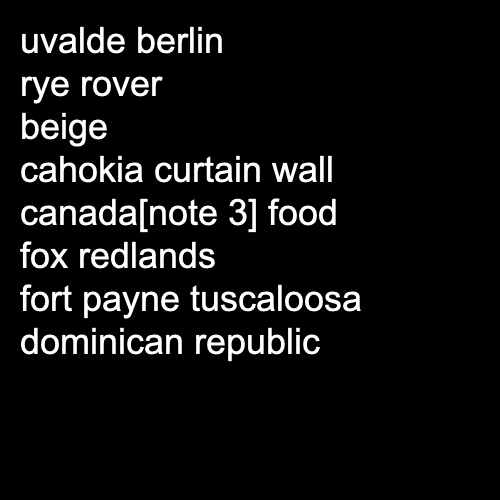 uvalde berlin
rye rover
beige
cahokia curtain wall
canada[note 3] food
fox redlands
fort payne tuscaloosa
dominican republic